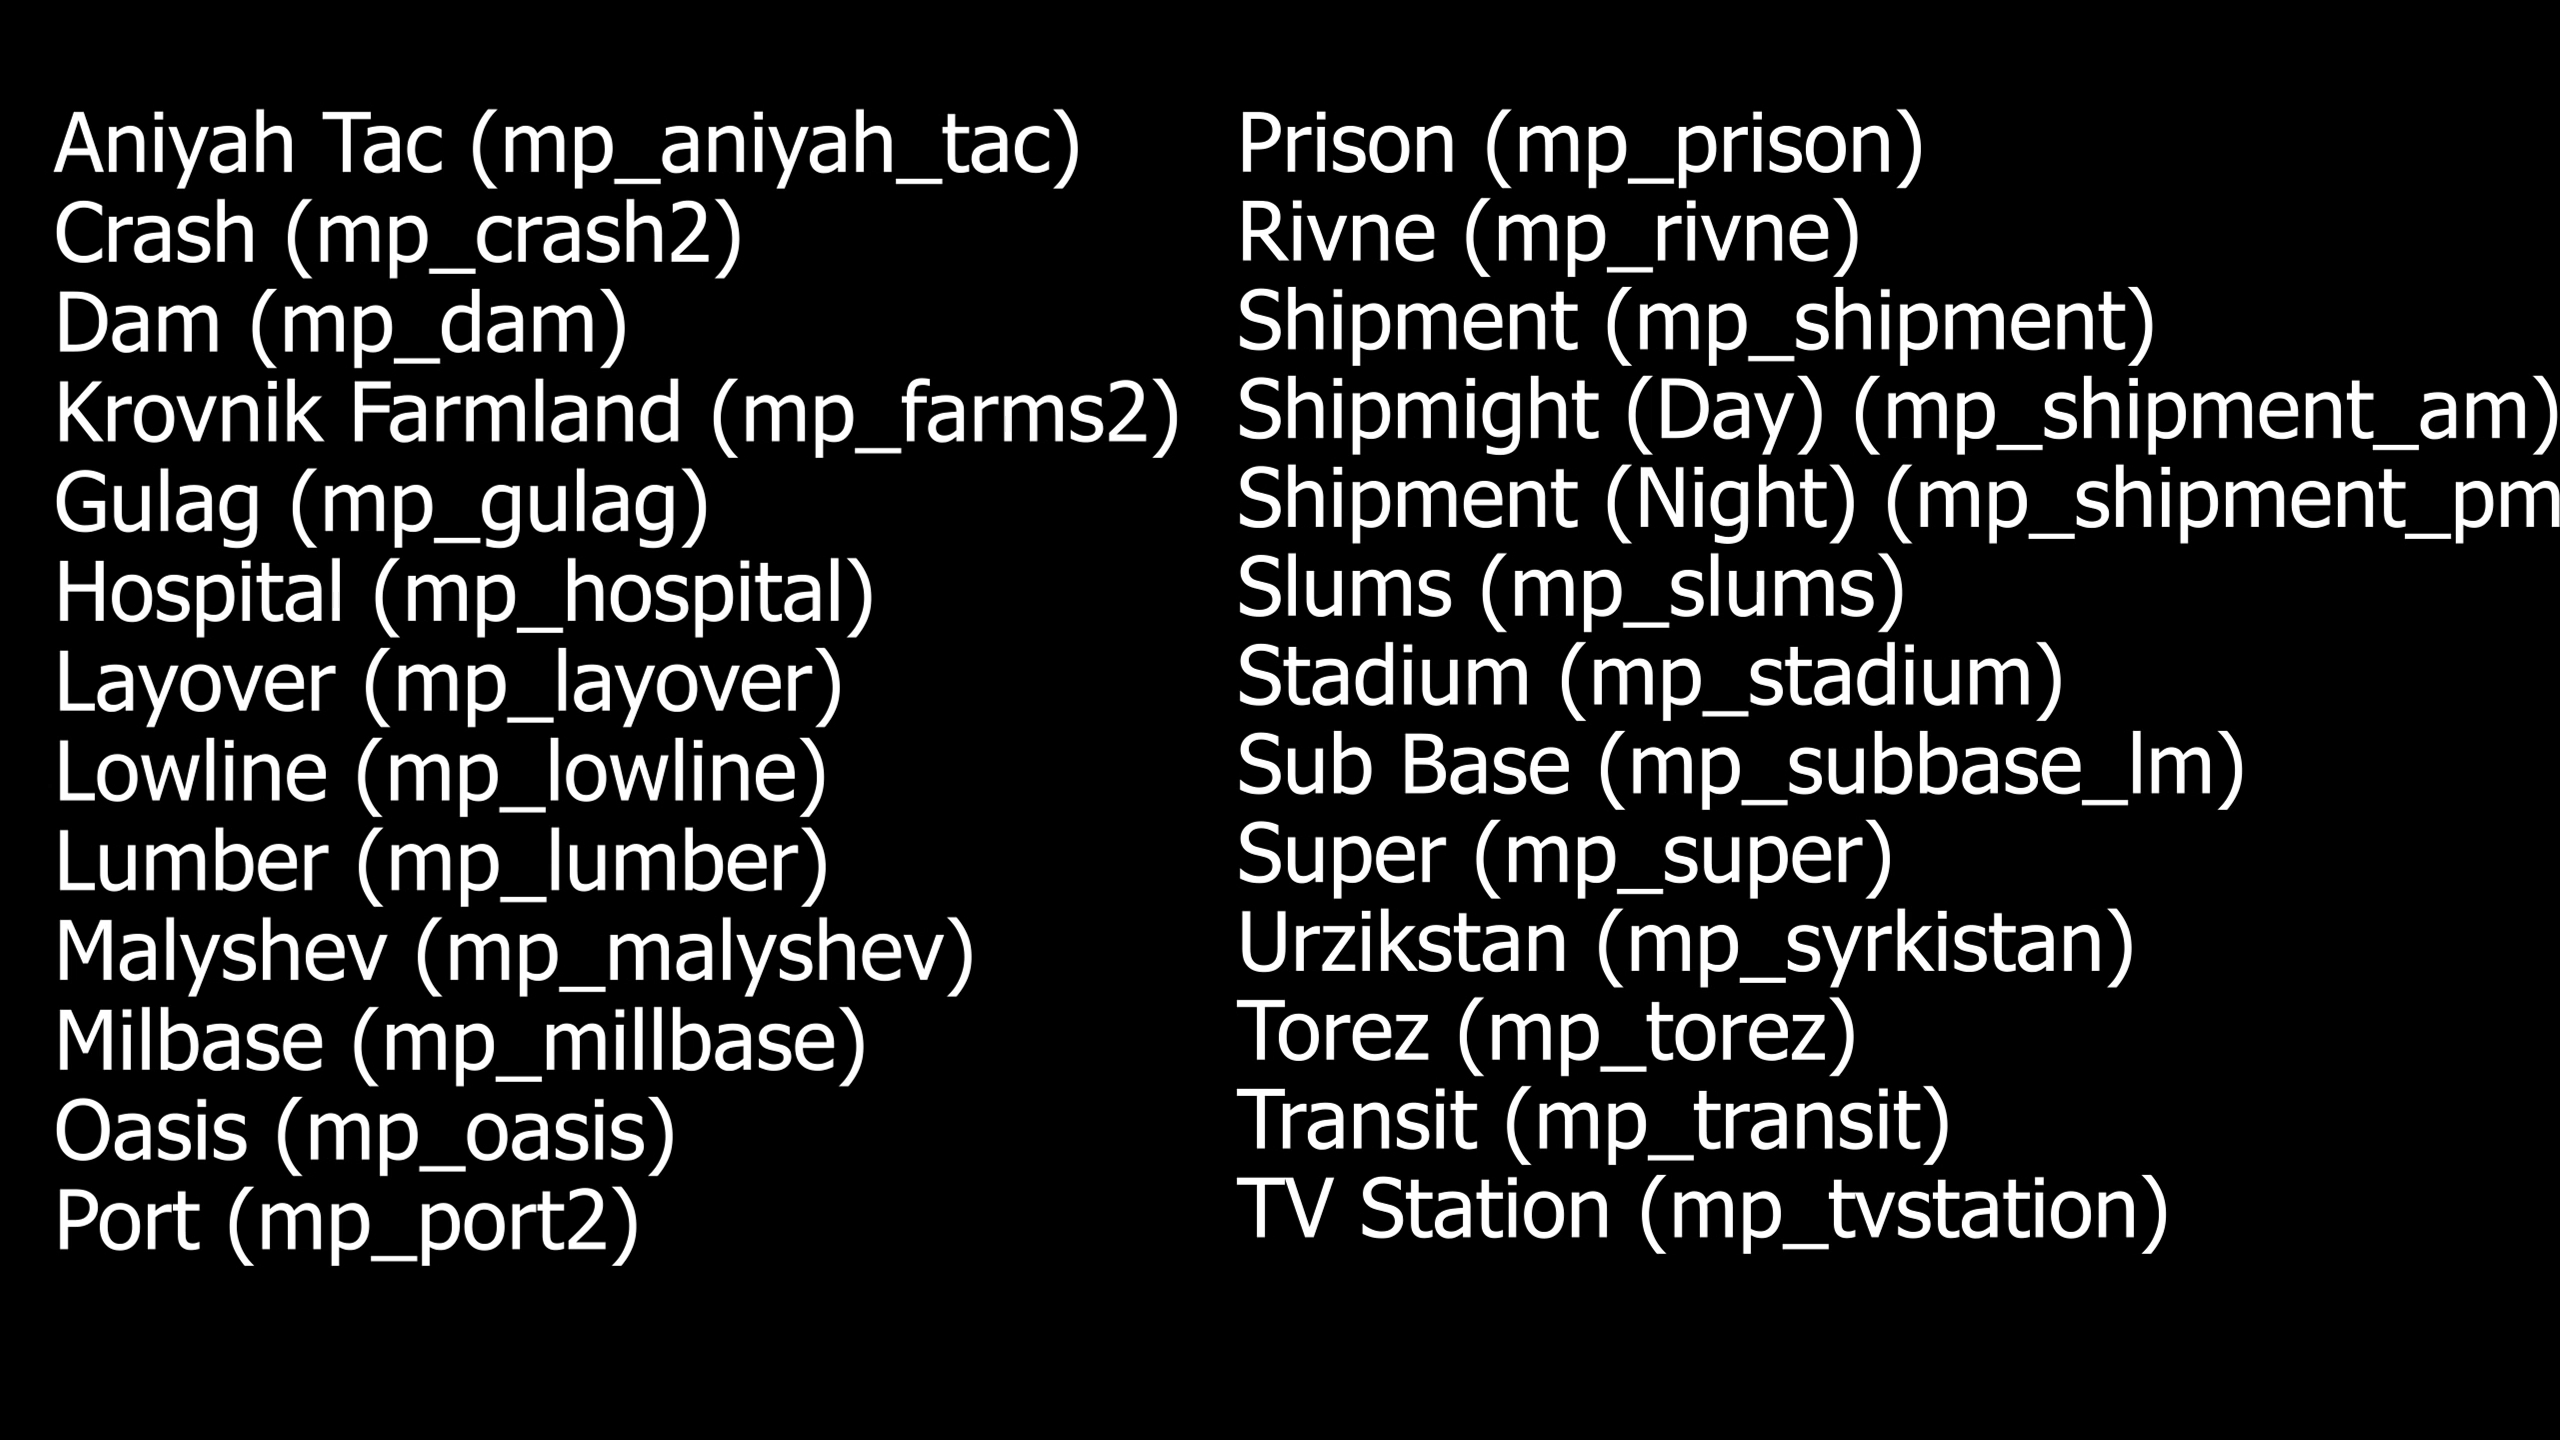 Aniyah Tac (mp_aniyah_tac)
Crash (mp_crash2)
Dam (mp_dam)
Krovnik Farmland (mp_farms2)
Gulag (mp_gulag)
Hospital (mp_hospital)
Layover (mp_layover)
Lowline (mp_lowline)
Lumber (mp_lumber)
Malyshev (mp_malyshev)
Milbase (mp_millbase)
Oasis (mp_oasis)
Port (mp_port2)
Prison (mp_prison)
Rivne (mp_rivne)
Shipment (mp_shipment)
Shipmight (Day) (mp_shipment_am)
Shipment (Night) (mp_shipment_pm
Slums (mp_slums)
Stadium (mp_stadium)
Sub Base (mp_subbase_lm)
Super (mp_super)
Urzikstan (mp_syrkistan)
Torez (mp_torez)
Transit (mp_transit)
TV Station (mp_tvstation)